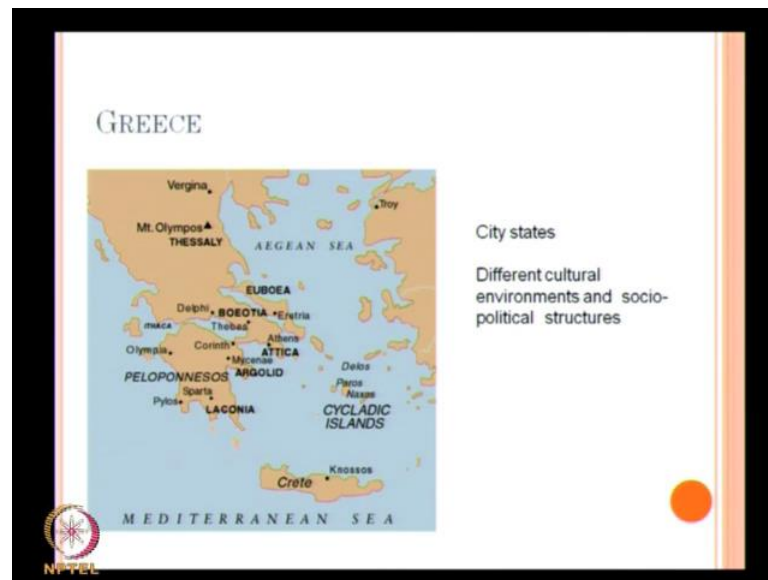 GREECE
Vergina
Troy
Mt. Olympos
THESSALY
AEGEAN SEA
EUBOEA
Delphi
BOEOTIA
Eretria
ITHACA
Thebas
Athens
Corinth
ATTICA
Olympia
Mycenae
ARGOLID
Delos
PELOPONNESOS
Paros
Naxos
Sparta
Pylos
LACONIA
CYCLADIC
ISLANDS
Knossos
Crete
MEDITERRANEAN SEA
City states
Different cultural
environments and socio-
political structures
NPTEL